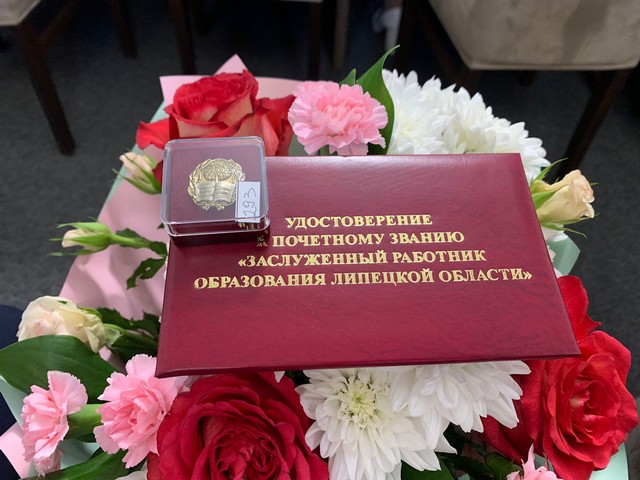 293
УДОСТОВЕРЕНИЕ
К ПОЧЕТНОМУ ЗВАНИЮ
«ЗАСЛУЖЕННЫЙ РАБОТНИК
ОБРАЗОВАНИЯ ЛИПЕЦКОЙ ОБЛАСТИ»